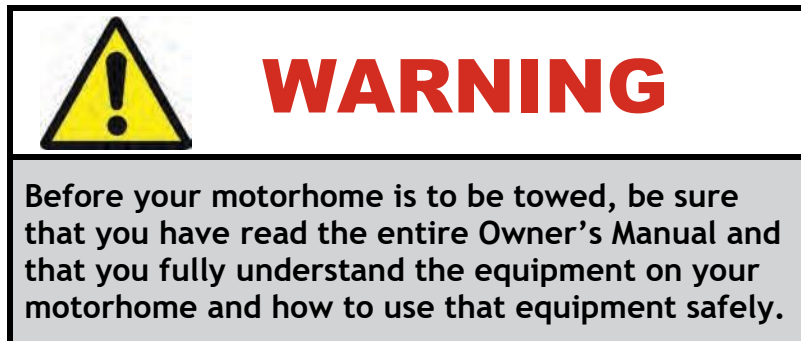 WARNING
Before your motorhome is to be towed, be sure
that you have read the entire Owner’s Manual and
that you fully understand the equipment on your
motorhome and how to use that equipment safely.